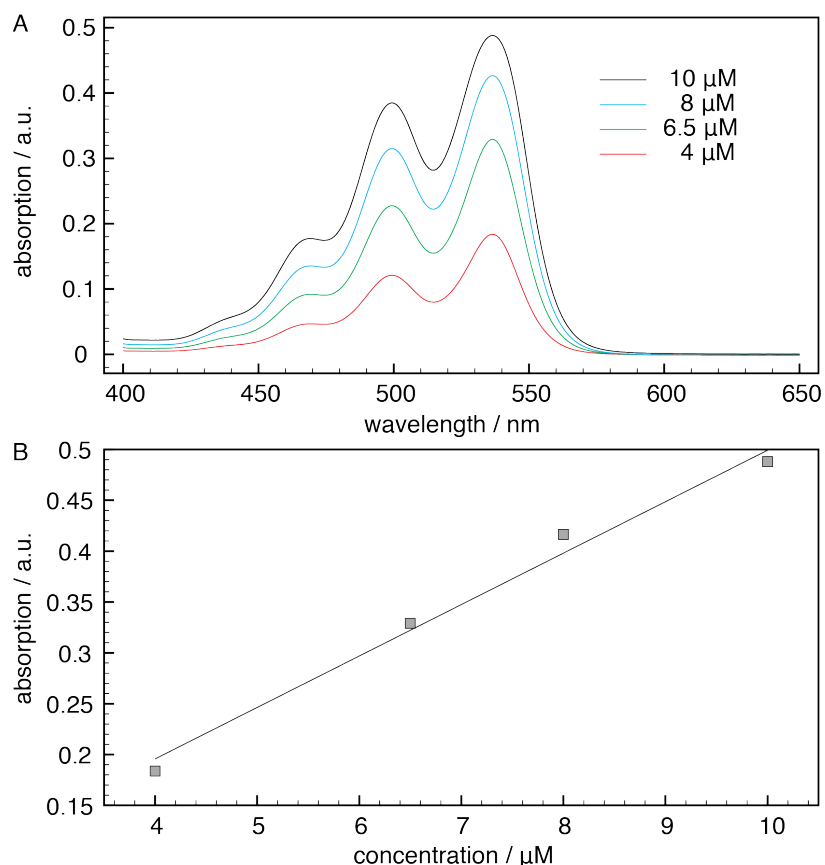 A
0.5
0.4
0.3
0.2
0.1
0
absorption / a.u.
10 µM
8 µM
6.5 µM
4 µM
400 450 500 550 600 650
wavelength / nm
B
0.5
0.45
0.4
0.35
0.3
0.25
0.2
0.15
absorption / a.u.
4 5 6 7 8 9 10
concentration / µM